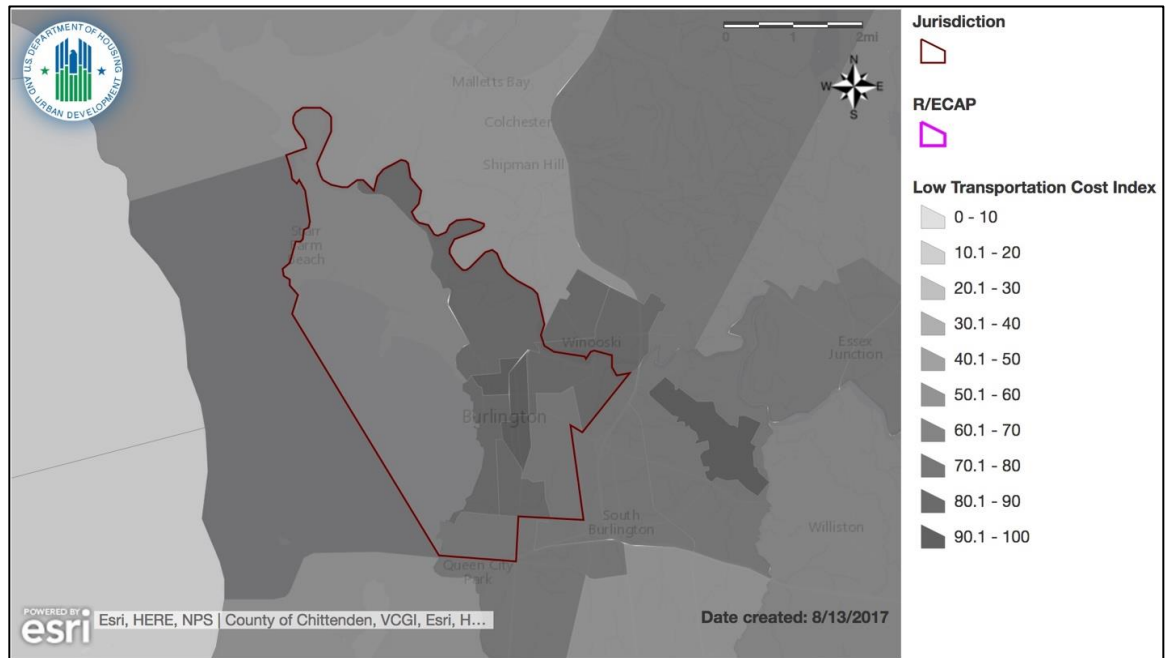 U.S. DEPARTMENT OF HOUSING
AND URBAN DEVELOPMENT
0 1 2mi
N
W E
S
Malletts Bay
Colchester
Shipman Hill
Starr
Farm
Beach
Winooski
Essex
Junction
Burlington
South
Burlington
Williston
Queen City
Park
POWERED BY
esri
Esri, HERE, NPS | County of Chittenden, VCGI, Esri, H...
Date created: 8/13/2017
Jurisdiction
R/ECAP
Low Transportation Cost Index
0 - 10
10.1 - 20
20.1 - 30
30.1 - 40
40.1 - 50
50.1 - 60
60.1 - 70
70.1 - 80
80.1 - 90
90.1 - 100